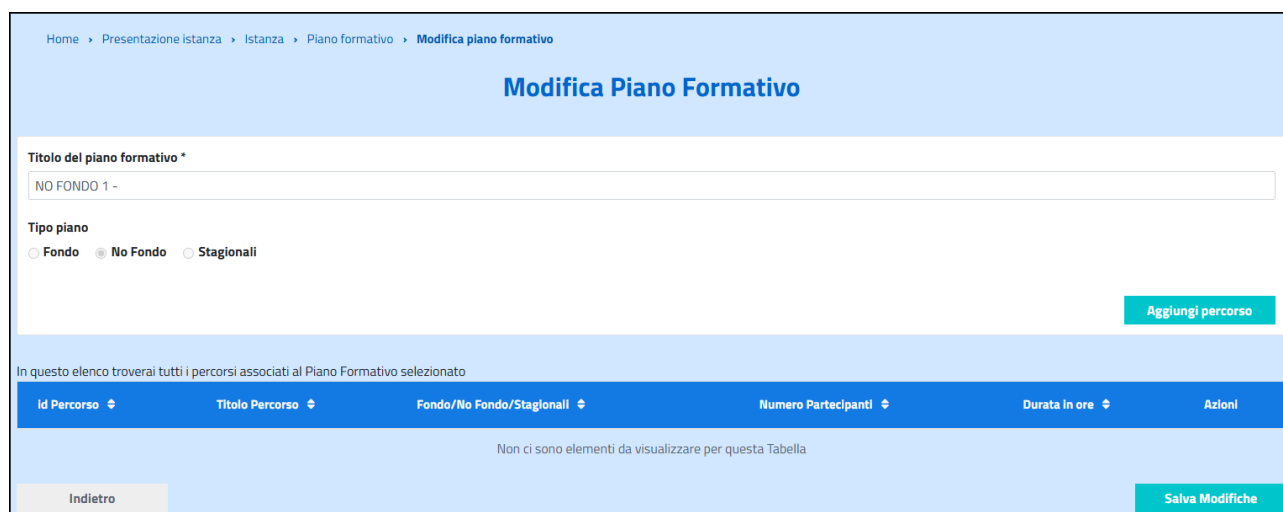 Home › Presentazione istanza › Istanza › Piano formativo › Modifica piano formativo
Modifica Piano Formativo
Titolo del piano formativo *
NO FONDO 1 -
Tipo piano
Fondo No Fondo Stagionali
Aggiungi percorso
In questo elenco troverai tutti i percorsi associati al Piano Formativo selezionato
Id Percorso Titolo Percorso Fondo/No Fondo/Stagionali Numero Partecipanti Durata in ore Azioni
Non ci sono elementi da visualizzare per questa Tabella
Indietro Salva Modifiche